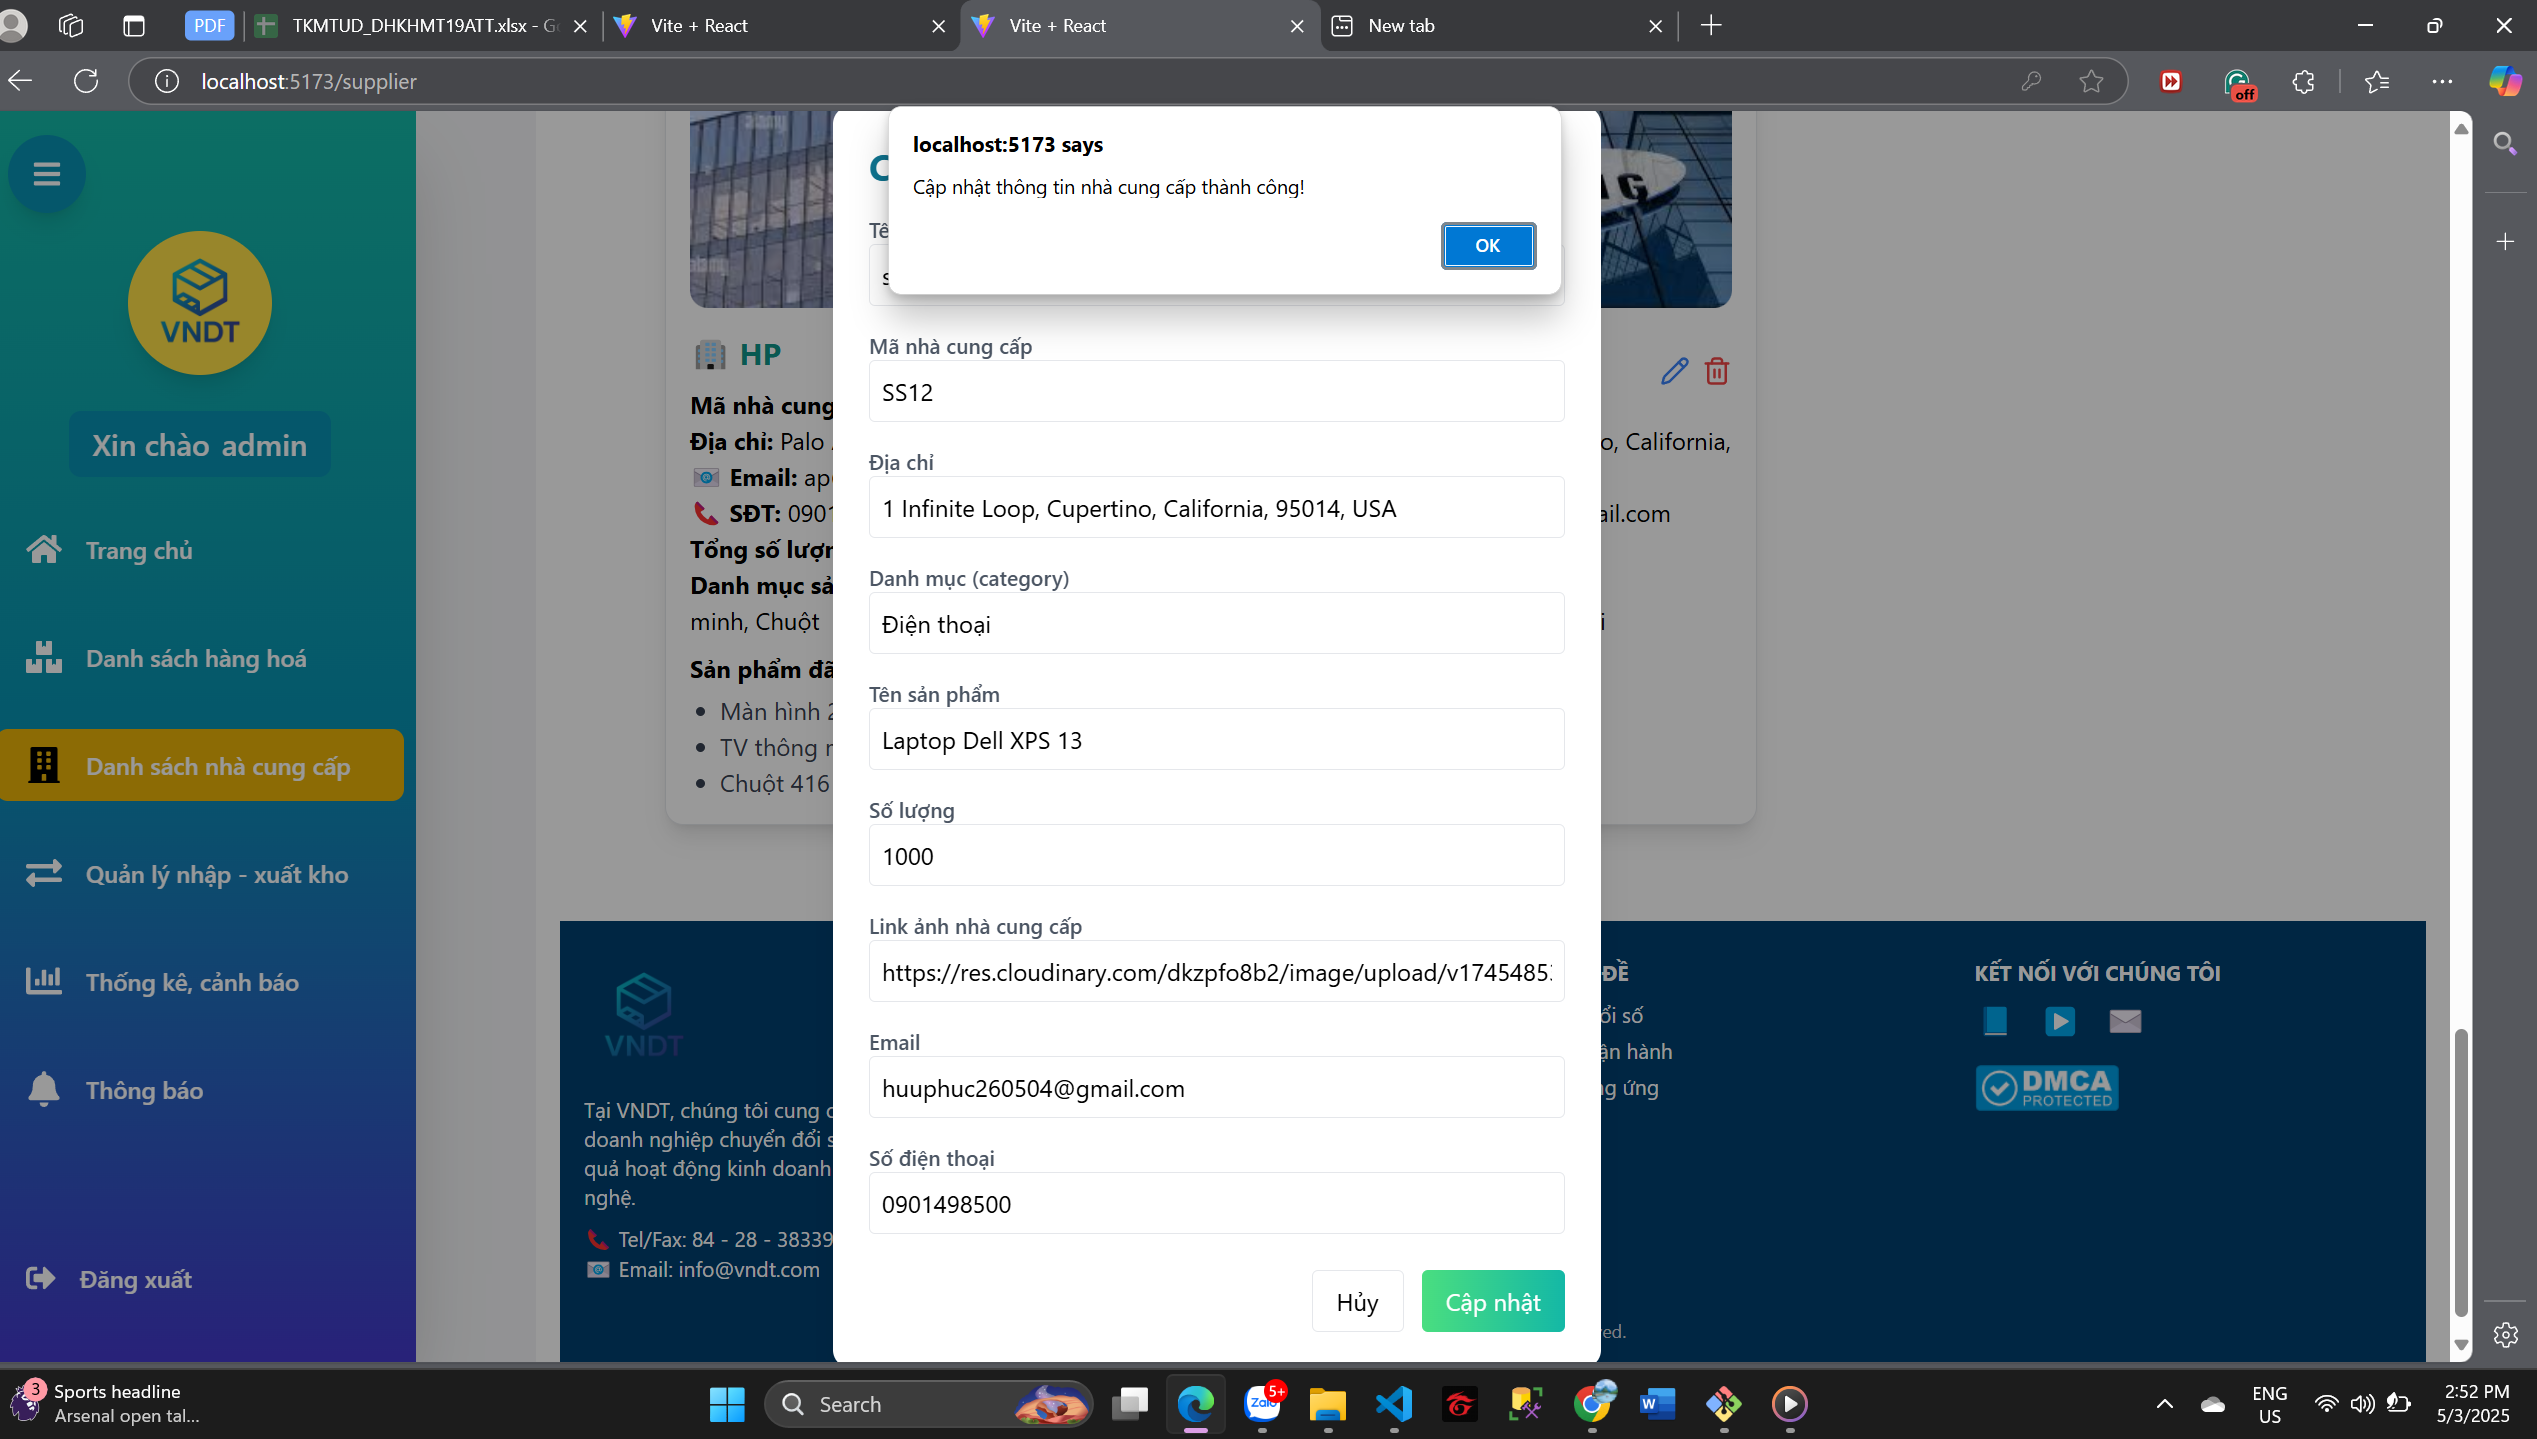 PDF
TKMTUD_DHKHMT19ATT.xlsx - G
Vite + React
Vite + React
New tab
localhost:5173/supplier
off
localhost:5173 says
Cập nhật thông tin nhà cung cấp thành công!
OK
VNDT
Xin chào admin
Trang chủ
Danh sách hàng hoá
Danh sách nhà cung cấp
Quản lý nhập - xuất kho
Thống kê, cảnh báo
Thông báo
Đăng xuất
alamy
NG
HP
Mã nhà cung
Địa chỉ: Palo
Email: ap
SĐT: 0901
Tổng số lượn
Danh mục sả
minh, Chuột
Sản phẩm đã
Màn hình 2
TV thông
Chuột 416
o, California,
ail.com
i
C
Tê
s
Mã nhà cung cấp
SS12
Địa chỉ
1 Infinite Loop, Cupertino, California, 95014, USA
Danh mục (category)
Điện thoại
Tên sản phẩm
Laptop Dell XPS 13
Số lượng
1000
Link ảnh nhà cung cấp
https://res.cloudinary.com/dkzpfo8b2/image/upload/v17454853
Email
huuphuc260504@gmail.com
Số điện thoại
0901498500
Hủy
Cập nhật
VNDT
Tại VNDT, chúng tôi cung c
doanh nghiệp chuyển đổi s
quả hoạt động kinh doanh
nghệ.
Tel/Fax: 84 - 28 - 38339
Email: info@vndt.com
ĐỀ
ổi số
ận hành
ng ứng
ed.
KẾT NỐI VỚI CHÚNG TÔI
DMCA
PROTECTED
3
Sports headline
Arsenal open tal...
Search
Zalo
5+
W
ENG
US
2:52 PM
5/3/2025